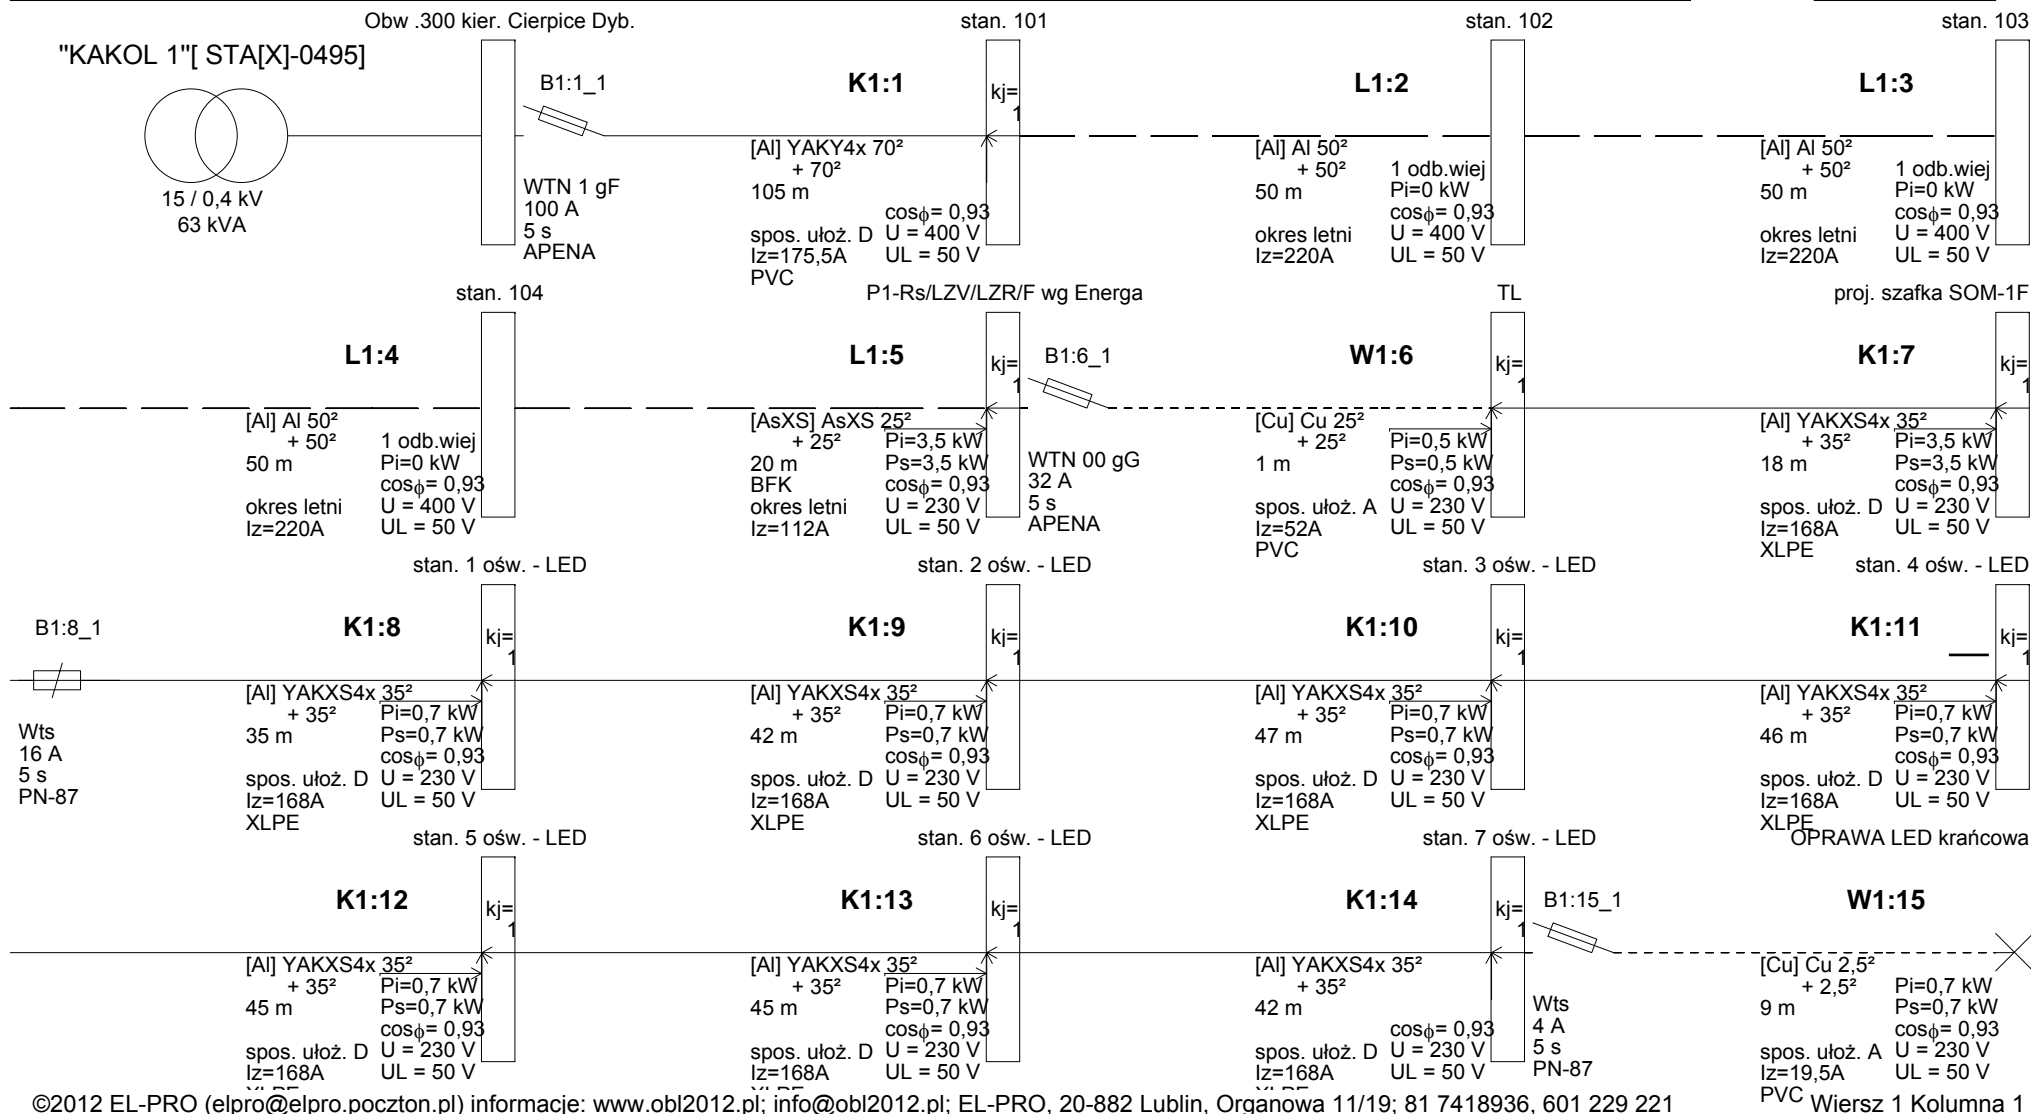 Obw .300 kier. Cierpice Dyb.
stan. 101
stan. 102
stan. 103
"KAKOL 1"[ STA[X]-0495]
15 / 0,4 kV
63 kVA
B1:1_1
WTN 1 gF
100 A
5 s
APENA
K1:1
kj=
1
[Al] YAKY4x 70²
+ 70²
105 m
cosϕ= 0,93
spos. ułoż. D U = 400 V
Iz=175,5A UL = 50 V
PVC
L1:2
[Al] Al 50²
+ 50² 1 odb.wiej
50 m Pi=0 kW
cosϕ= 0,93
okres letni U = 400 V
Iz=220A UL = 50 V
L1:3
[Al] Al 50²
+ 50² 1 odb.wiej
50 m Pi=0 kW
cosϕ= 0,93
okres letni U = 400 V
Iz=220A UL = 50 V
stan. 104
P1-Rs/LZV/LZR/F wg Energa
TL
proj. szafka SOM-1F
L1:4
[Al] Al 50²
+ 50² 1 odb.wiej
50 m Pi=0 kW
cosϕ= 0,93
okres letni U = 400 V
Iz=220A UL = 50 V
L1:5
kj=
1
[AsXS] AsXS 25²
+ 25² Pi=3,5 kW
20 m Ps=3,5 kW
BFK cosϕ= 0,93
okres letni U = 230 V
Iz=112A UL = 50 V
B1:6_1
WTN 00 gG
32 A
5 s
APENA
W1:6
kj=
1
[Cu] Cu 25²
+ 25² Pi=0,5 kW
1 m Ps=0,5 kW
cosϕ= 0,93
spos. ułoż. A U = 230 V
Iz=52A UL = 50 V
PVC
K1:7
kj=
1
[Al] YAKXS4x 35²
+ 35² Pi=3,5 kW
18 m Ps=3,5 kW
cosϕ= 0,93
spos. ułoż. D U = 230 V
Iz=168A UL = 50 V
XLPE
stan. 1 ośw. - LED
stan. 2 ośw. - LED
stan. 3 ośw. - LED
stan. 4 ośw. - LED
B1:8_1
Wts
16 A
5 s
PN-87
K1:8
kj=
1
[Al] YAKXS4x 35²
+ 35² Pi=0,7 kW
35 m Ps=0,7 kW
cosϕ= 0,93
spos. ułoż. D U = 230 V
Iz=168A UL = 50 V
XLPE
K1:9
kj=
1
[Al] YAKXS4x 35²
+ 35² Pi=0,7 kW
42 m Ps=0,7 kW
cosϕ= 0,93
spos. ułoż. D U = 230 V
Iz=168A UL = 50 V
XLPE
K1:10
kj=
1
[Al] YAKXS4x 35²
+ 35² Pi=0,7 kW
47 m Ps=0,7 kW
cosϕ= 0,93
spos. ułoż. D U = 230 V
Iz=168A UL = 50 V
XLPE
K1:11
kj=
1
[Al] YAKXS4x 35²
+ 35² Pi=0,7 kW
46 m Ps=0,7 kW
cosϕ= 0,93
spos. ułoż. D U = 230 V
Iz=168A UL = 50 V
XLPE
stan. 5 ośw. - LED
stan. 6 ośw. - LED
stan. 7 ośw. - LED
OPRAWA LED krańcowa
K1:12
kj=
1
[Al] YAKXS4x 35²
+ 35² Pi=0,7 kW
45 m Ps=0,7 kW
cosϕ= 0,93
spos. ułoż. D U = 230 V
Iz=168A UL = 50 V
K1:13
kj=
1
[Al] YAKXS4x 35²
+ 35² Pi=0,7 kW
45 m Ps=0,7 kW
cosϕ= 0,93
spos. ułoż. D U = 230 V
Iz=168A UL = 50 V
K1:14
kj=
1
[Al] YAKXS4x 35²
+ 35²
42 m
cosϕ= 0,93
spos. ułoż. D U = 230 V
Iz=168A UL = 50 V
B1:15_1
Wts
4 A
5 s
PN-87
W1:15
[Cu] Cu 2,5²
+ 2,5² Pi=0,7 kW
9 m Ps=0,7 kW
cosϕ= 0,93
spos. ułoż. A U = 230 V
Iz=19,5A UL = 50 V
PVC
©2012 EL-PRO (elpro@elpro.poczton.pl) informacje: www.obl2012.pl; info@obl2012.pl; EL-PRO, 20-882 Lublin, Organowa 11/19; 81 7418936, 601 229 221
Wiersz 1 Kolumna 1